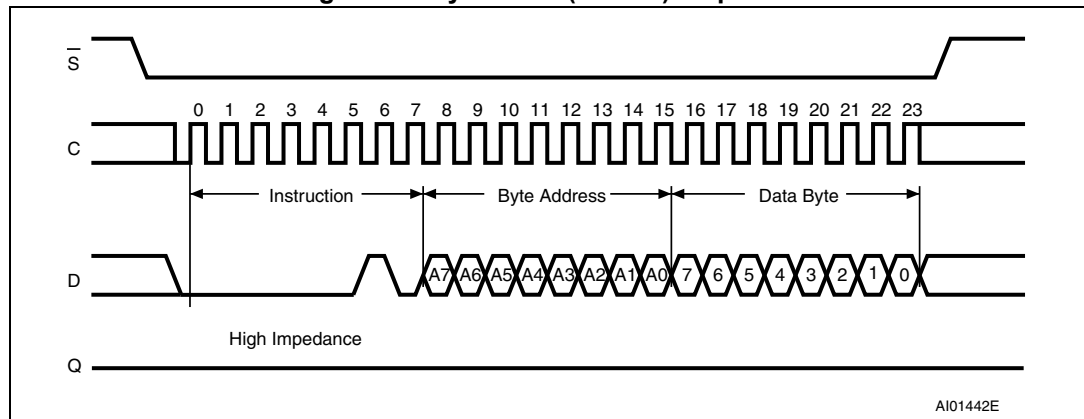 S
0 1 2 3 4 5 6 7 8 9 10 11 12 13 14 15 16 17 18 19 20 21 22 23
C
Instruction Byte Address Data Byte
D A7 A6 A5 A4 A3 A2 A1 A0 7 6 5 4 3 2 1 0
High Impedance
Q
AI01442E